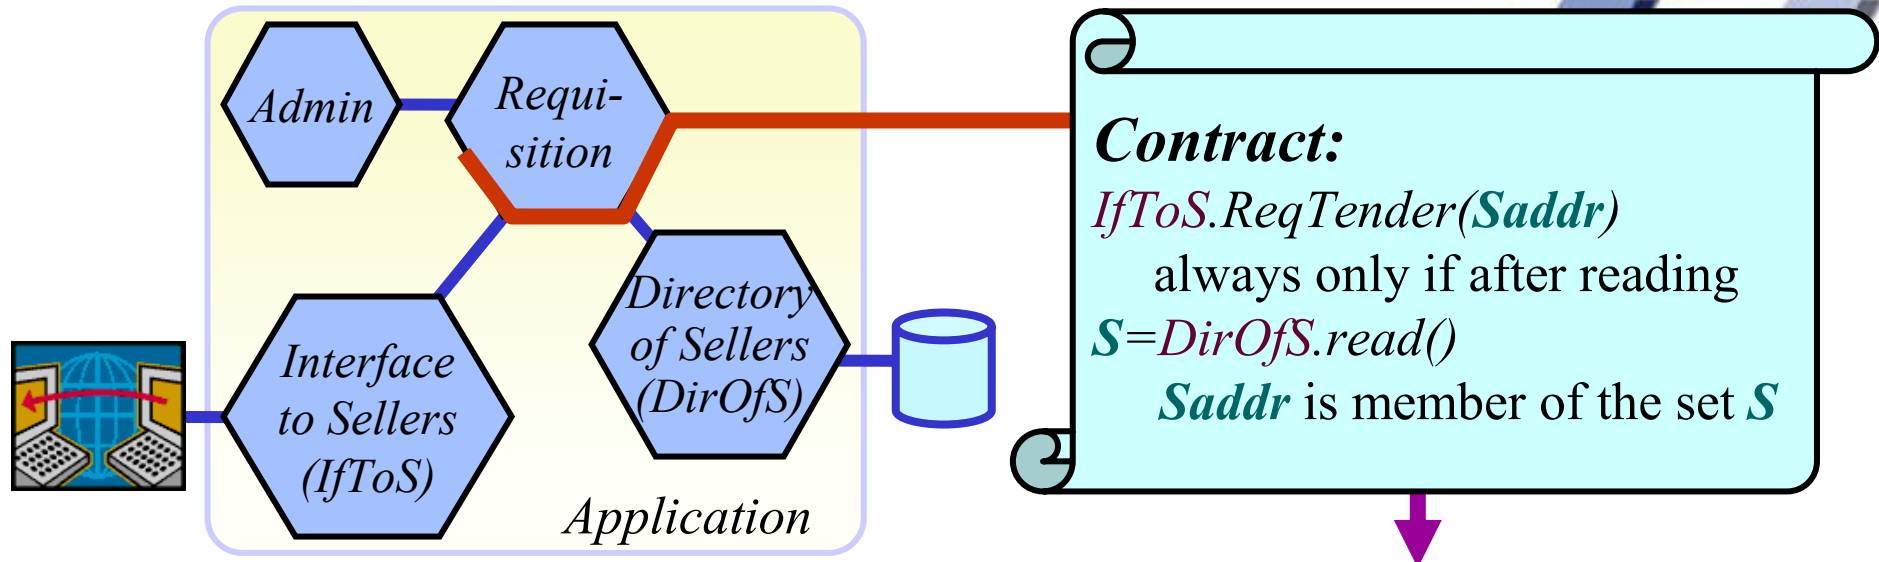 Admin
Requi-
sition
Interface
to Sellers
(IfToS)
Directory
of Sellers
(DirOfS)
Application
Contract:
IfToS.ReqTender(Saddr)
always only if after reading
S=DirOfS.read()
Saddr is member of the set S